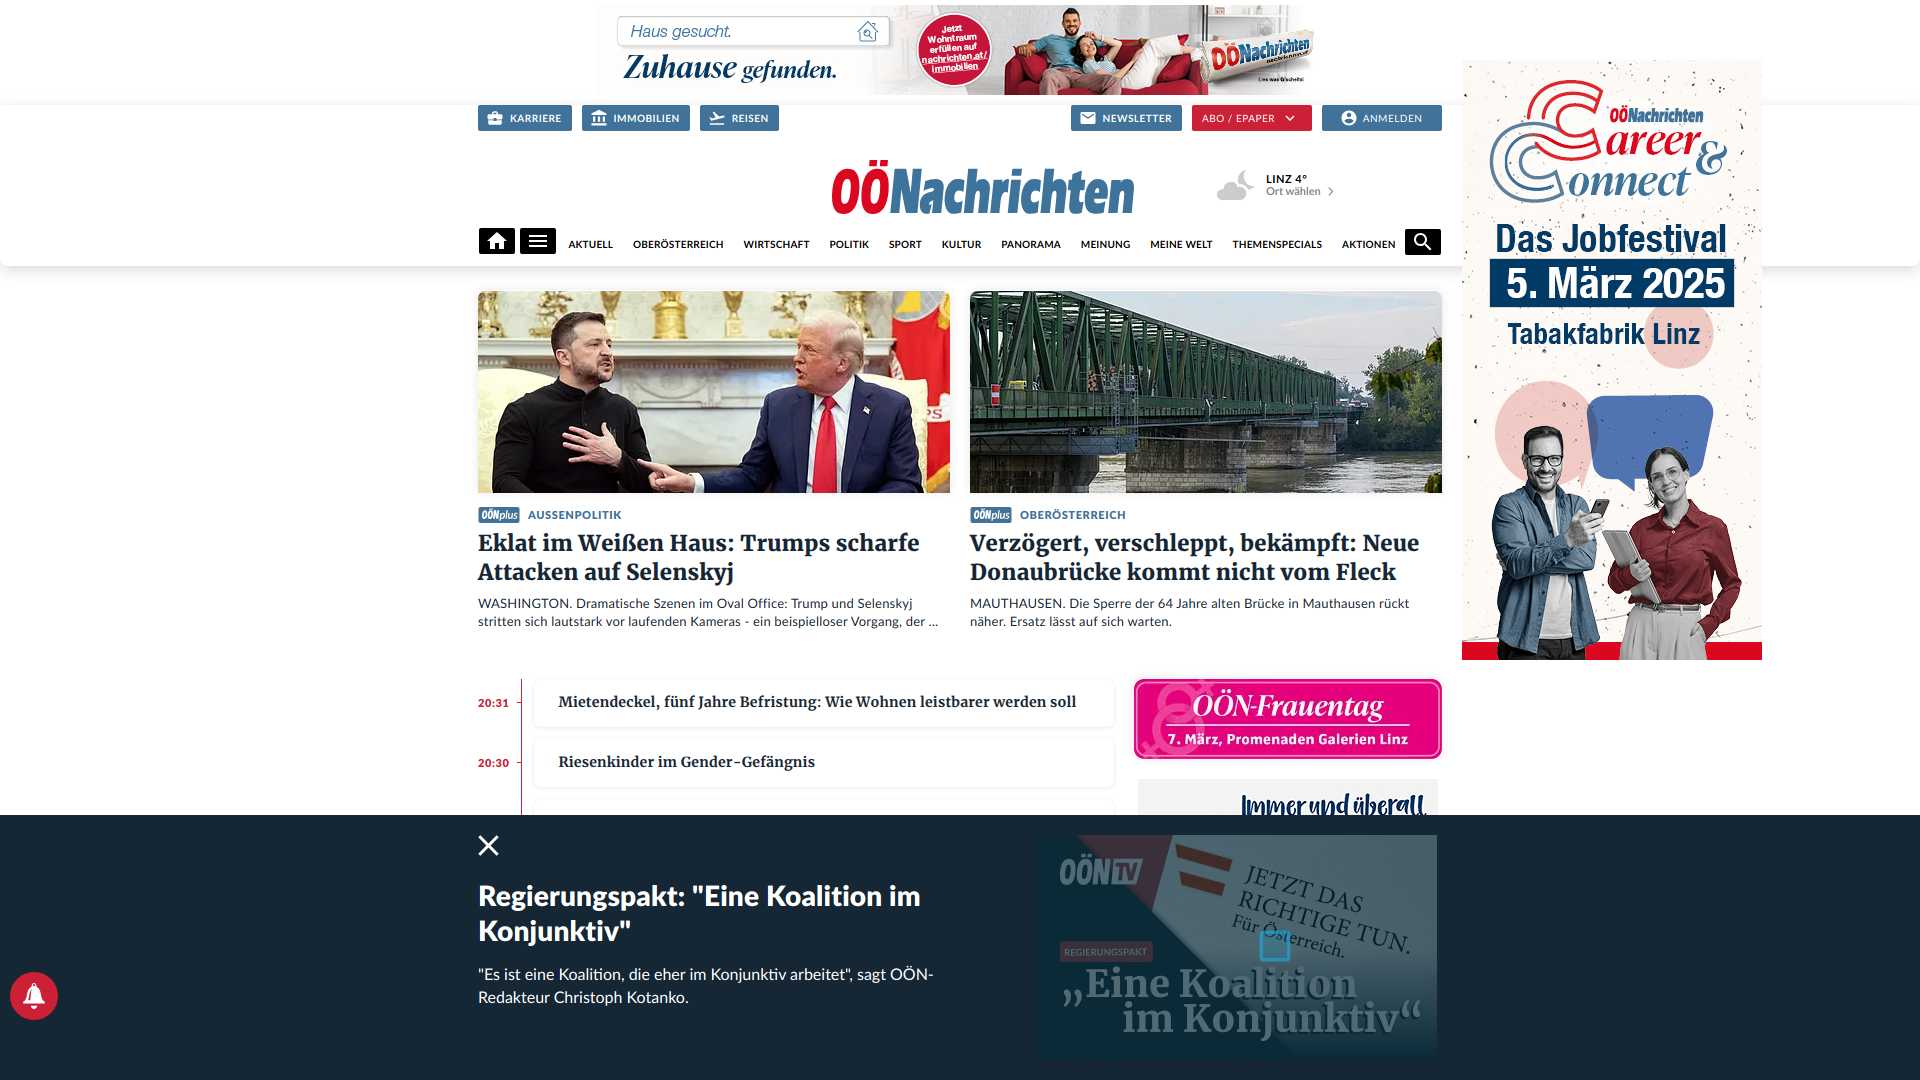 Haus gesucht.
Zuhause gefunden.
Jetzt
Wohntraum
erfüllen auf
nachrichten.at/
immobilien
OÖNachrichten
Lies was G'scheits!
KARRIERE
IMMOBILIEN
REISEN
NEWSLETTER
ABO / EPAPER
ANMELDEN
OÖNachrichten
LINZ 4°
Ort wählen
AKTUELL
OBERÖSTERREICH
WIRTSCHAFT
POLITIK
SPORT
KULTUR
PANORAMA
MEINUNG
MEINE WELT
THEMENSPECIALS
AKTIONEN
OÖNachrichten
Career &
Connect
Das Jobfestival
5. März 2025
Tabakfabrik Linz
OÖNplus AUSSENPOLITIK
Eklat im Weißen Haus: Trumps scharfe
Attacken auf Selenskyj
WASHINGTON. Dramatische Szenen im Oval Office: Trump und Selenskyj
stritten sich lautstark vor laufenden Kameras - ein beispielloser Vorgang, der ...
OÖNplus OBERÖSTERREICH
Verzögert, verschleppt, bekämpft: Neue
Donaubrücke kommt nicht vom Fleck
MAUTHAUSEN. Die Sperre der 64 Jahre alten Brücke in Mauthausen rückt
näher. Ersatz lässt auf sich warten.
20:31 Mietendeckel, fünf Jahre Befristung: Wie Wohnen leistbarer werden soll
20:30 Riesenkinder im Gender-Gefängnis
OÖN-Frauentag
7. März, Promenaden Galerien Linz
Immer und überall
Regierungspakt: "Eine Koalition im
Konjunktiv"
"Es ist eine Koalition, die eher im Konjunktiv arbeitet", sagt OÖN-
Redakteur Christoph Kotanko.
OÖN TV
JETZT DAS
RICHTIGE TUN.
Für Österreich.
REGIERUNGSPAKT
„Eine Koalition
im Konjunktiv“